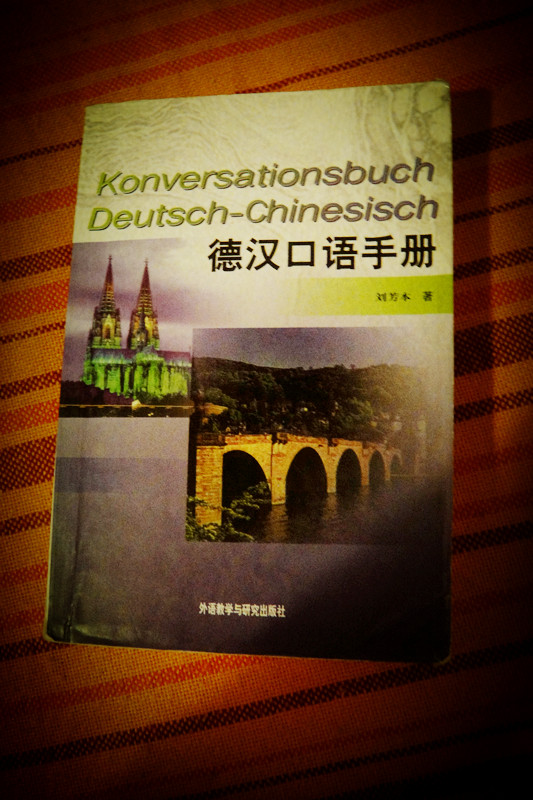 Konversationsbuch
Deutsch-Chinesisch
德汉口语手册
刘芳本 著
外语教学与研究出版社